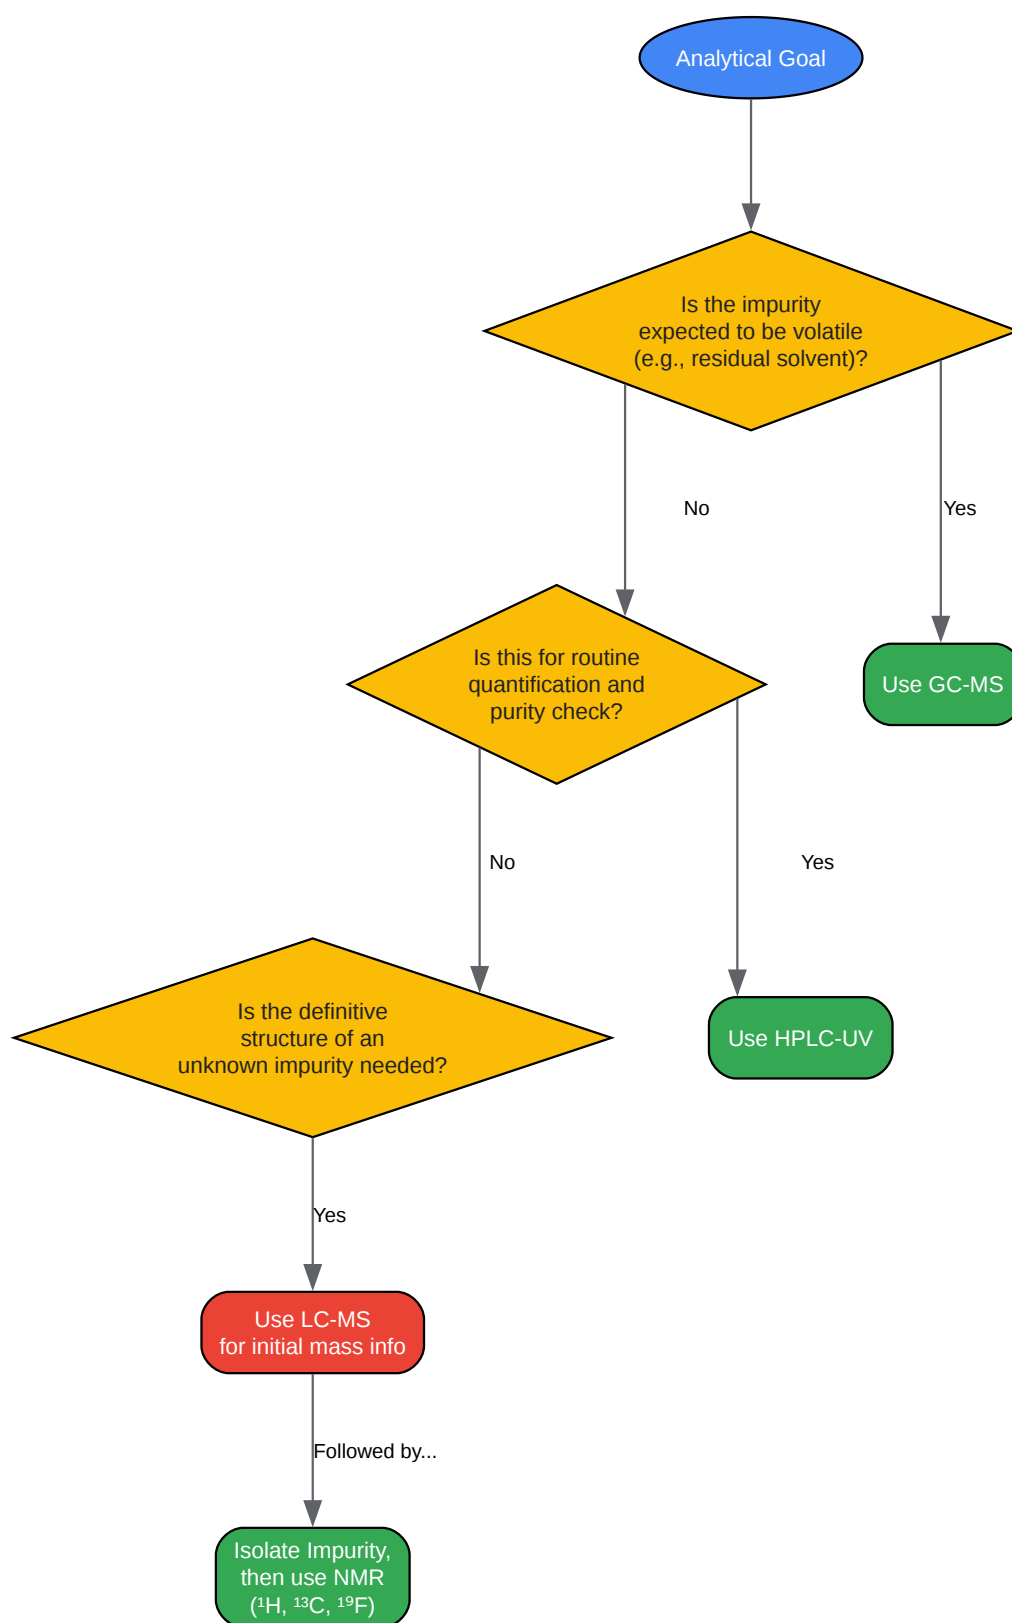 Analytical Goal
Is the impurity
expected to be volatile
(e.g., residual solvent)?
No
Yes
Is this for routine
quantification and
purity check?
Use GC-MS
No
Yes
Is the definitive
structure of an
unknown impurity needed?
Use HPLC-UV
Yes
Use LC-MS
for initial mass info
Followed by...
Isolate Impurity,
then use NMR
(¹H, ¹³C, ¹⁹F)